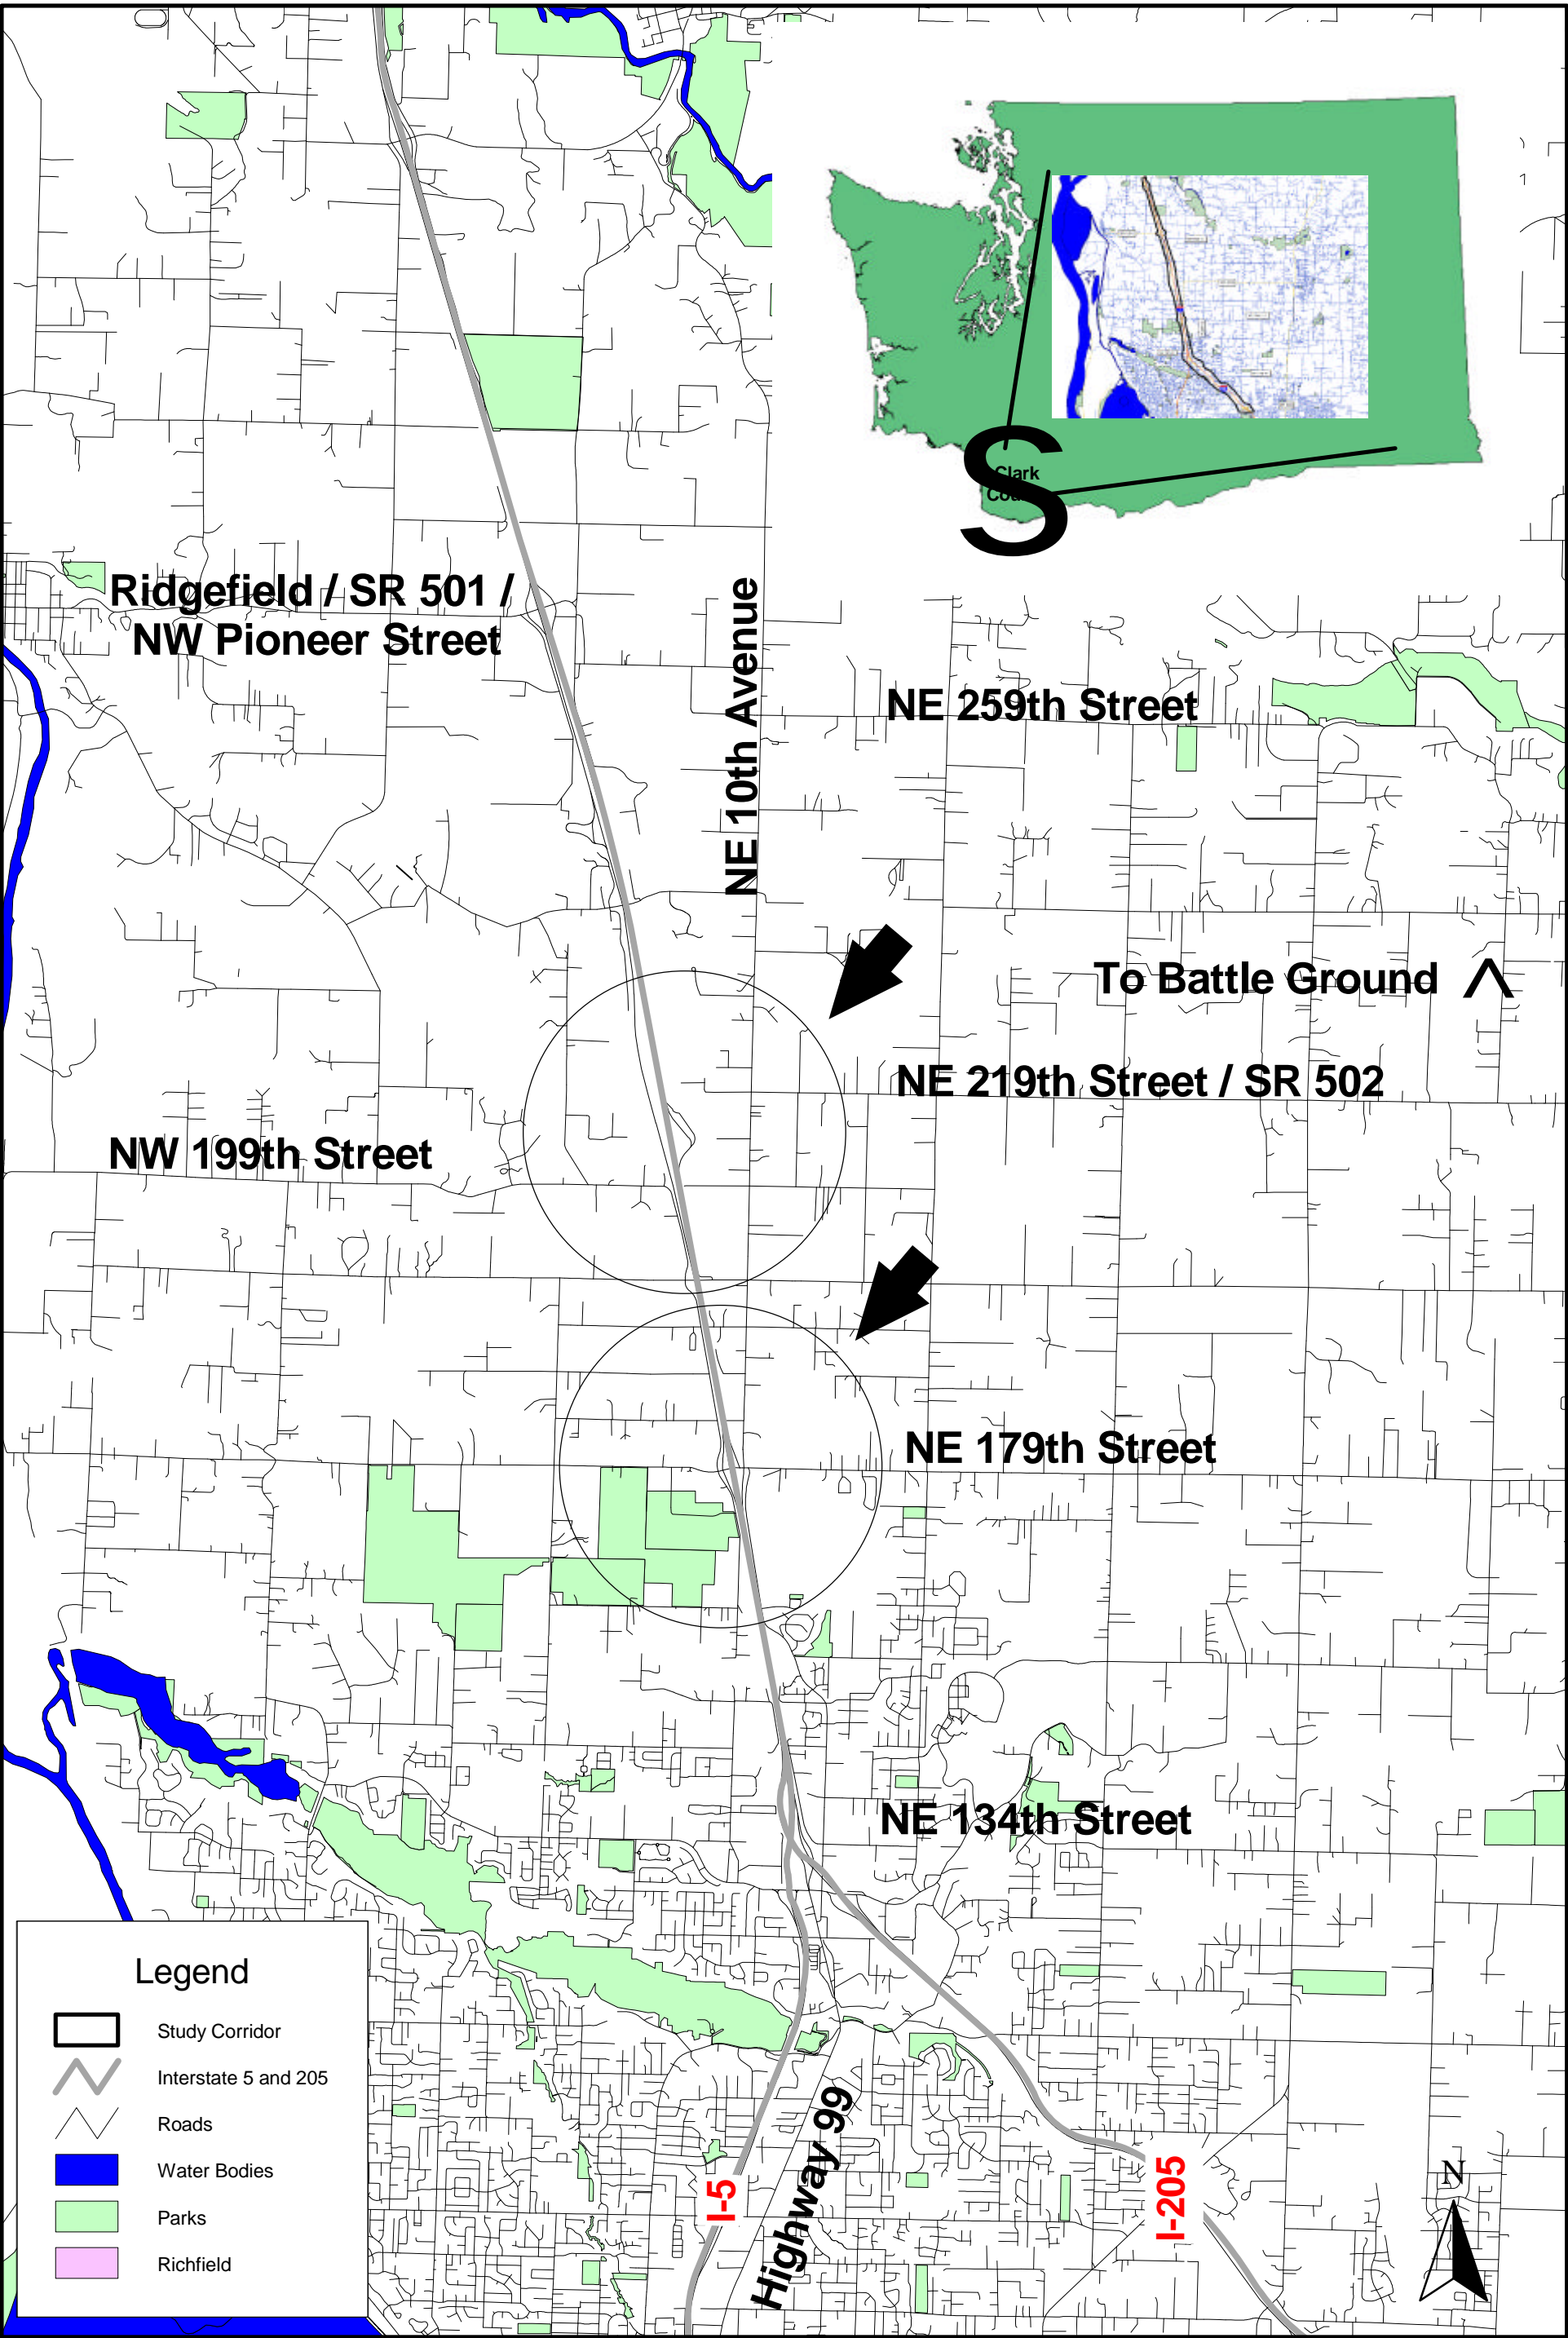 Clark
S
Ridgefield / SR 501 /
NW Pioneer Street
NE 10th Avenue
NE 259th Street
To Battle Ground
NE 219th Street / SR 502
NW 199th Street
NE 179th Street
NE 134th Street
Legend
Study Corridor
Interstate 5 and 205
Roads
Water Bodies
Parks
Richfield
I-5
Highway 99
I-205
N